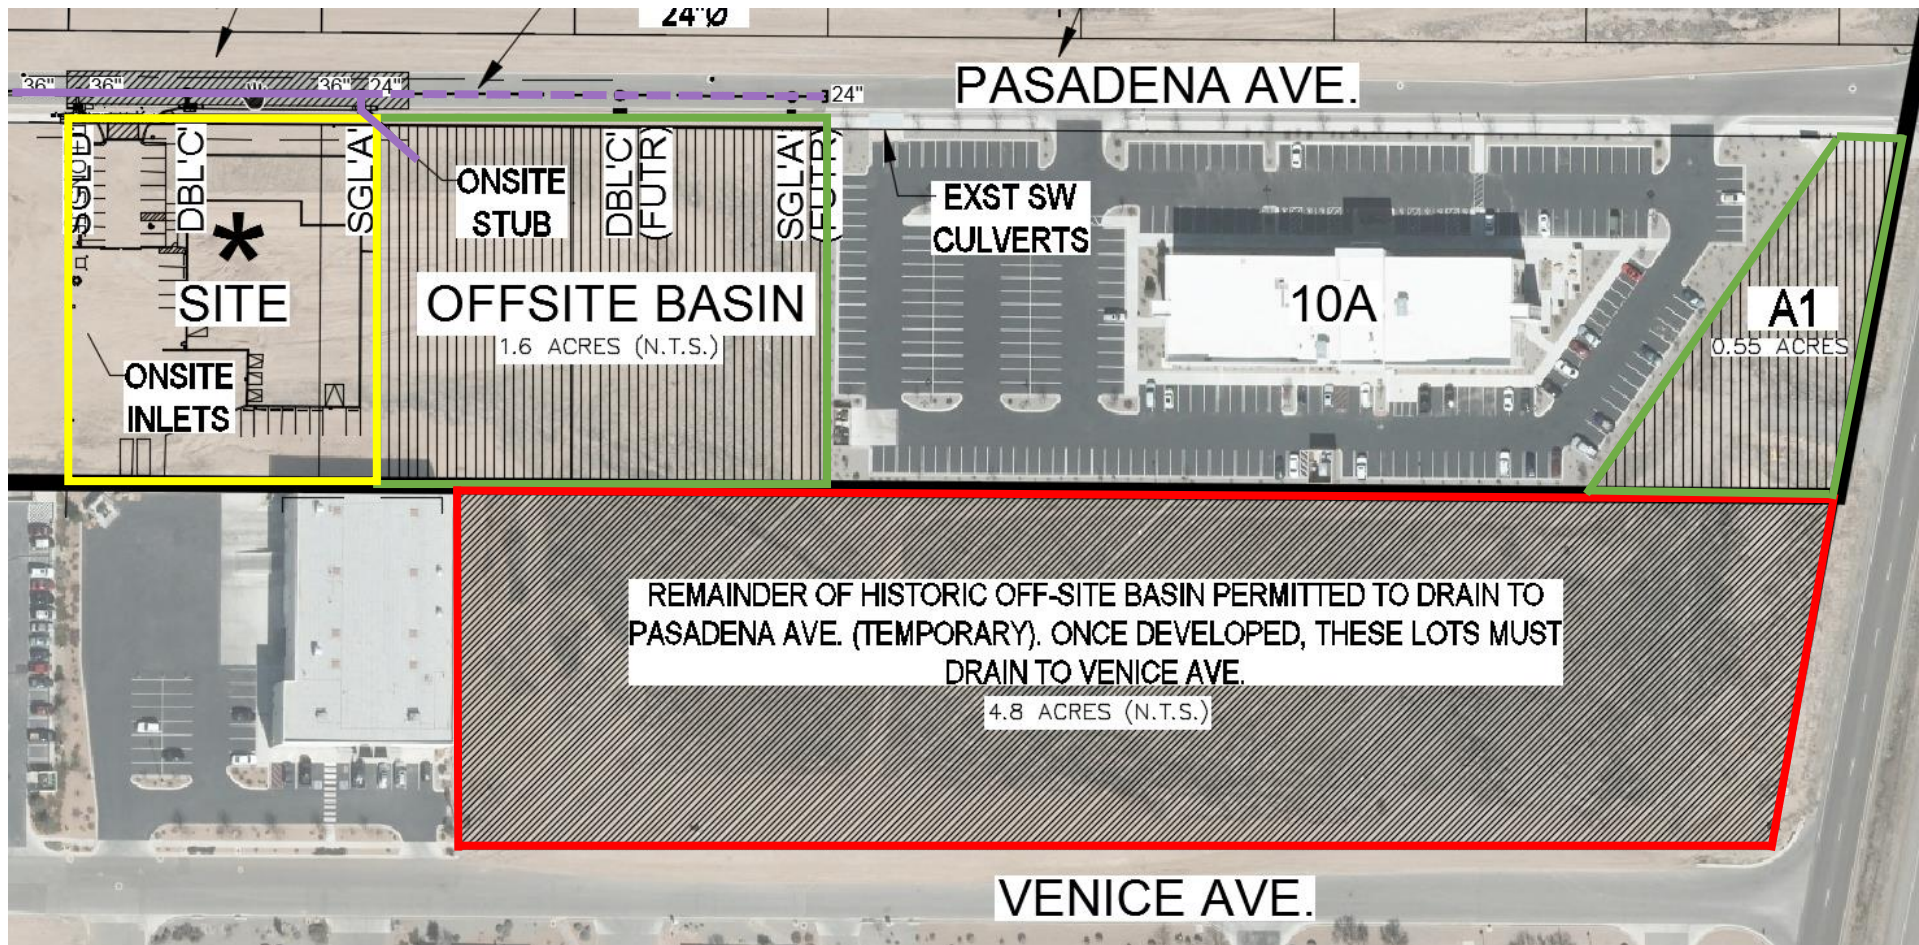 24"Ø
36"
36"
36"
24"
24"
PASADENA AVE.
DBL'C'
SGL'A'
ONSITE
STUB
DBL'C'
(FUTR)
SGL'A'
(FUTR)
EXST SW
CULVERTS
*
SITE
OFFSITE BASIN
1.6 ACRES (N.T.S.)
10A
A1
0.55 ACRES
ONSITE
INLETS
REMAINDER OF HISTORIC OFF-SITE BASIN PERMITTED TO DRAIN TO
PASADENA AVE. (TEMPORARY). ONCE DEVELOPED, THESE LOTS MUST
DRAIN TO VENICE AVE.
4.8 ACRES (N.T.S.)
VENICE AVE.